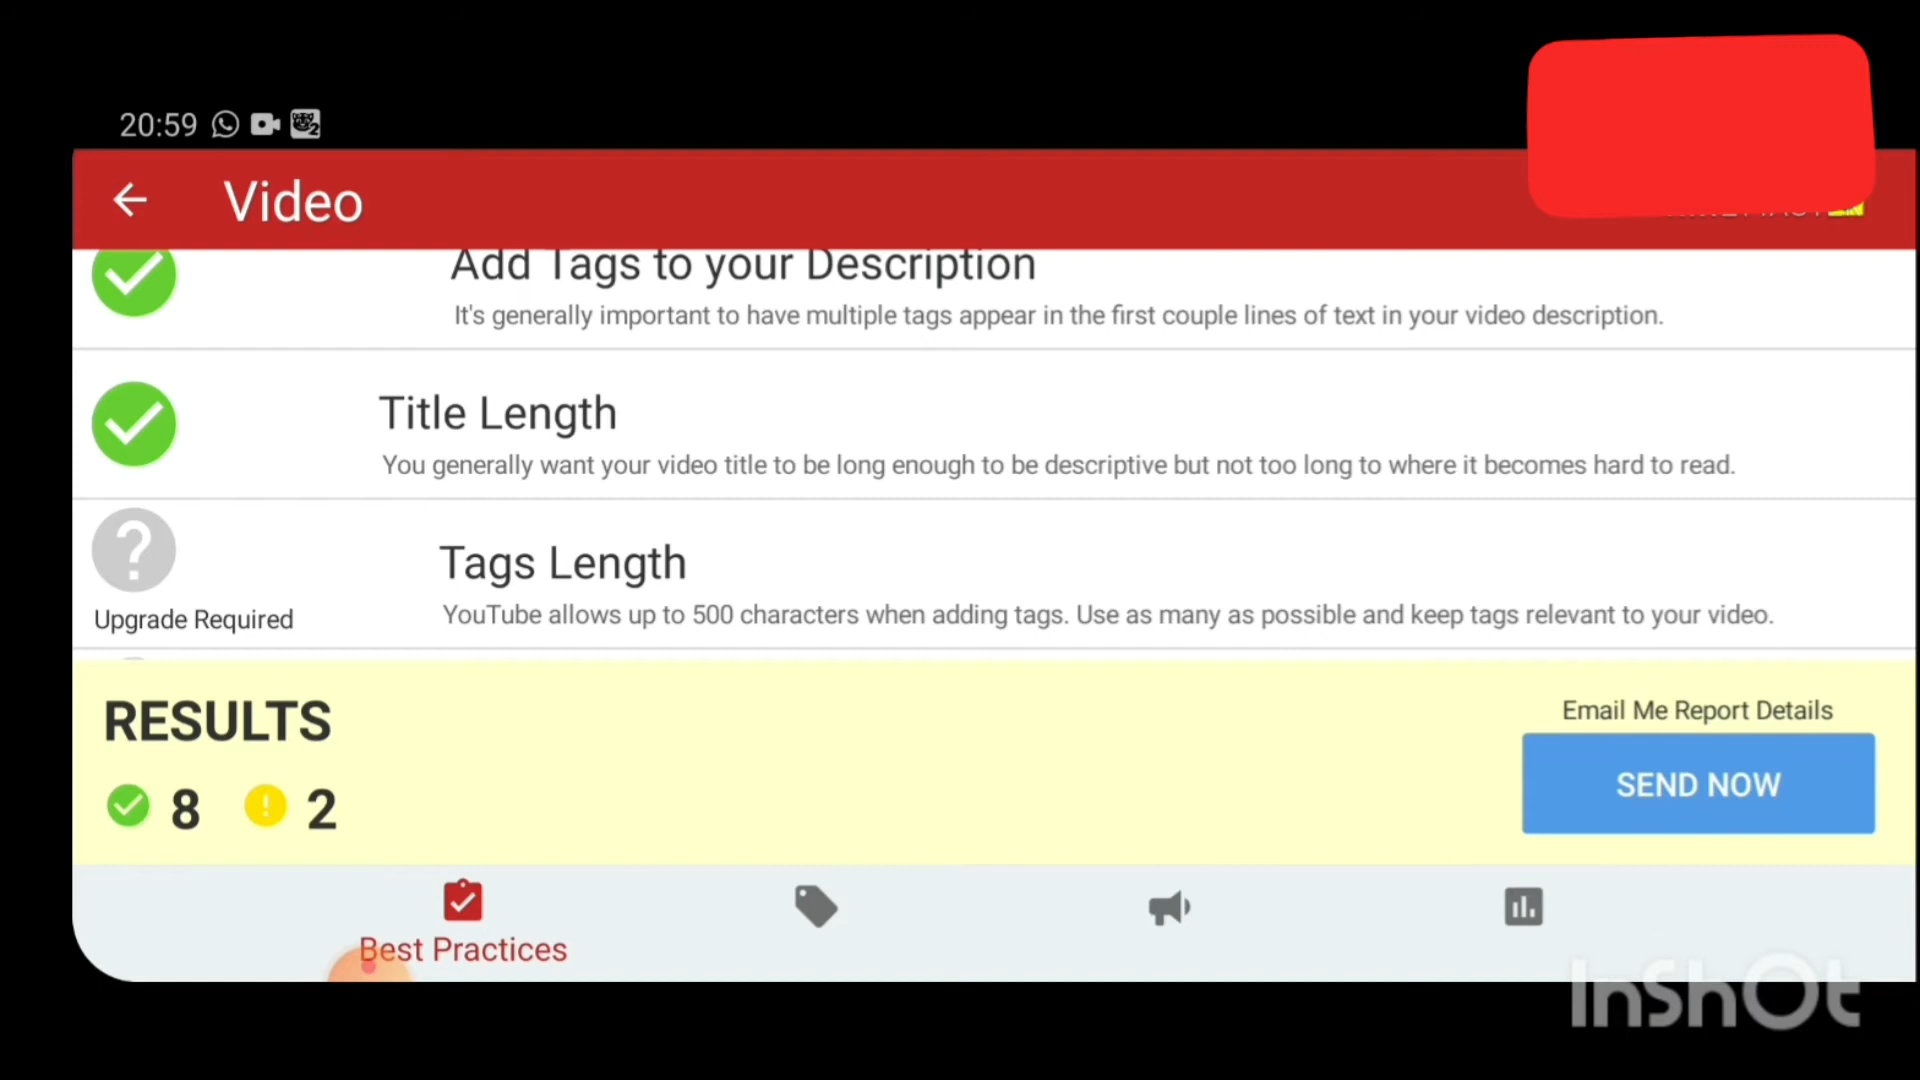 20:59
Video
Add Tags to your Description
It's generally important to have multiple tags appear in the first couple lines of text in your video description.
Title Length
You generally want your video title to be long enough to be descriptive but not too long to where it becomes hard to read.
Tags Length
Upgrade Required
YouTube allows up to 500 characters when adding tags. Use as many as possible and keep tags relevant to your video.
RESULTS
Email Me Report Details
8 2
SEND NOW
Best Practices
InShOt